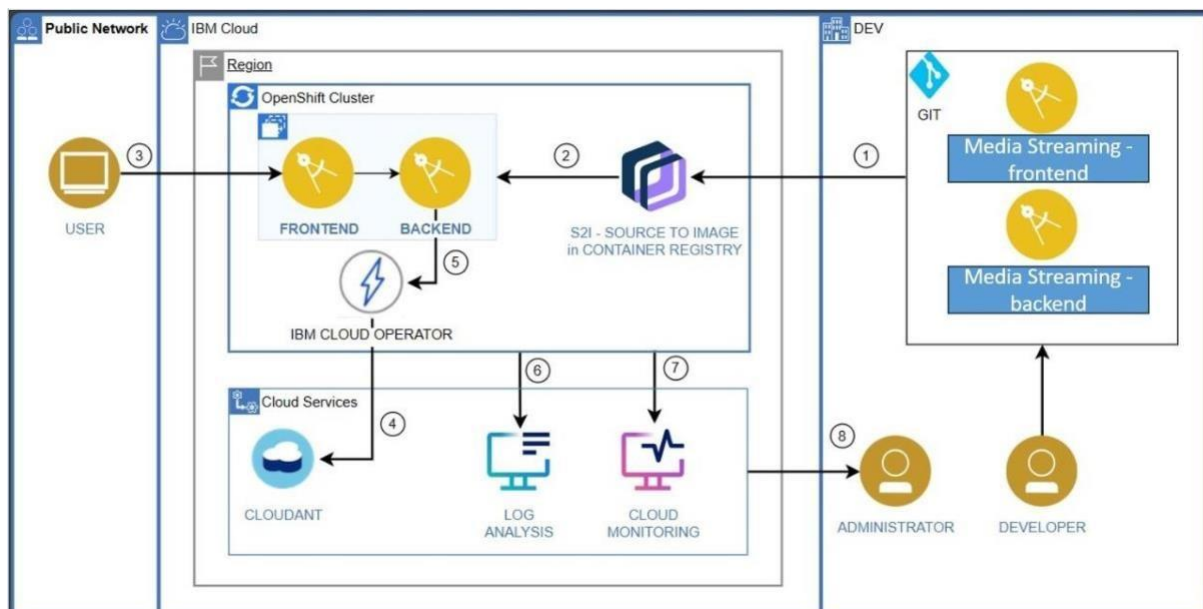 Public Network
IBM Cloud
DEV
Region
OpenShift Cluster
GIT
Media Streaming -
frontend
Media Streaming -
backend
3
2
1
USER
FRONTEND
BACKEND
S2I - SOURCE TO IMAGE
in CONTAINER REGISTRY
5
IBM CLOUD OPERATOR
6
7
Cloud Services
4
8
CLOUDANT
LOG
ANALYSIS
CLOUD
MONITORING
ADMINISTRATOR
DEVELOPER